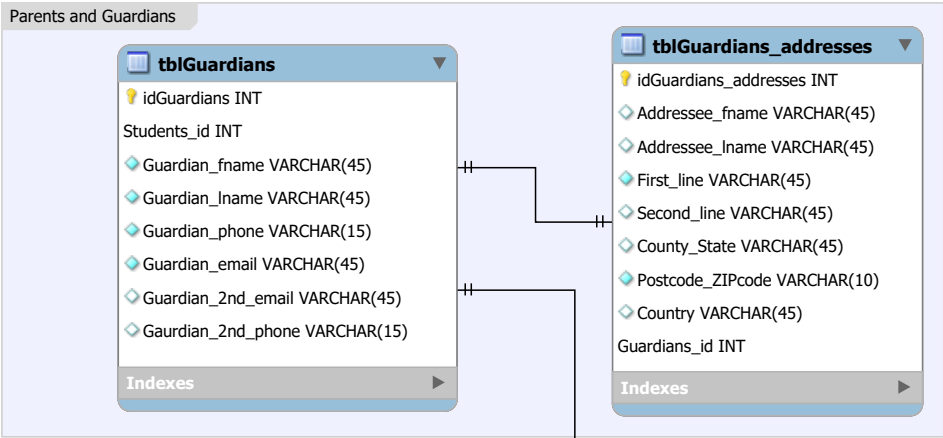 Parents and Guardians
tblGuardians
idGuardians INT
Students_id INT
Guardian_fname VARCHAR(45)
Guardian_lname VARCHAR(45)
Guardian_phone VARCHAR(15)
Guardian_email VARCHAR(45)
Guardian_2nd_email VARCHAR(45)
Gaurdian_2nd_phone VARCHAR(15)
Indexes
tblGuardians_addresses
idGuardians_addresses INT
Addressee_fname VARCHAR(45)
Addressee_lname VARCHAR(45)
First_line VARCHAR(45)
Second_line VARCHAR(45)
County_State VARCHAR(45)
Postcode_ZIPcode VARCHAR(10)
Country VARCHAR(45)
Guardians_id INT
Indexes